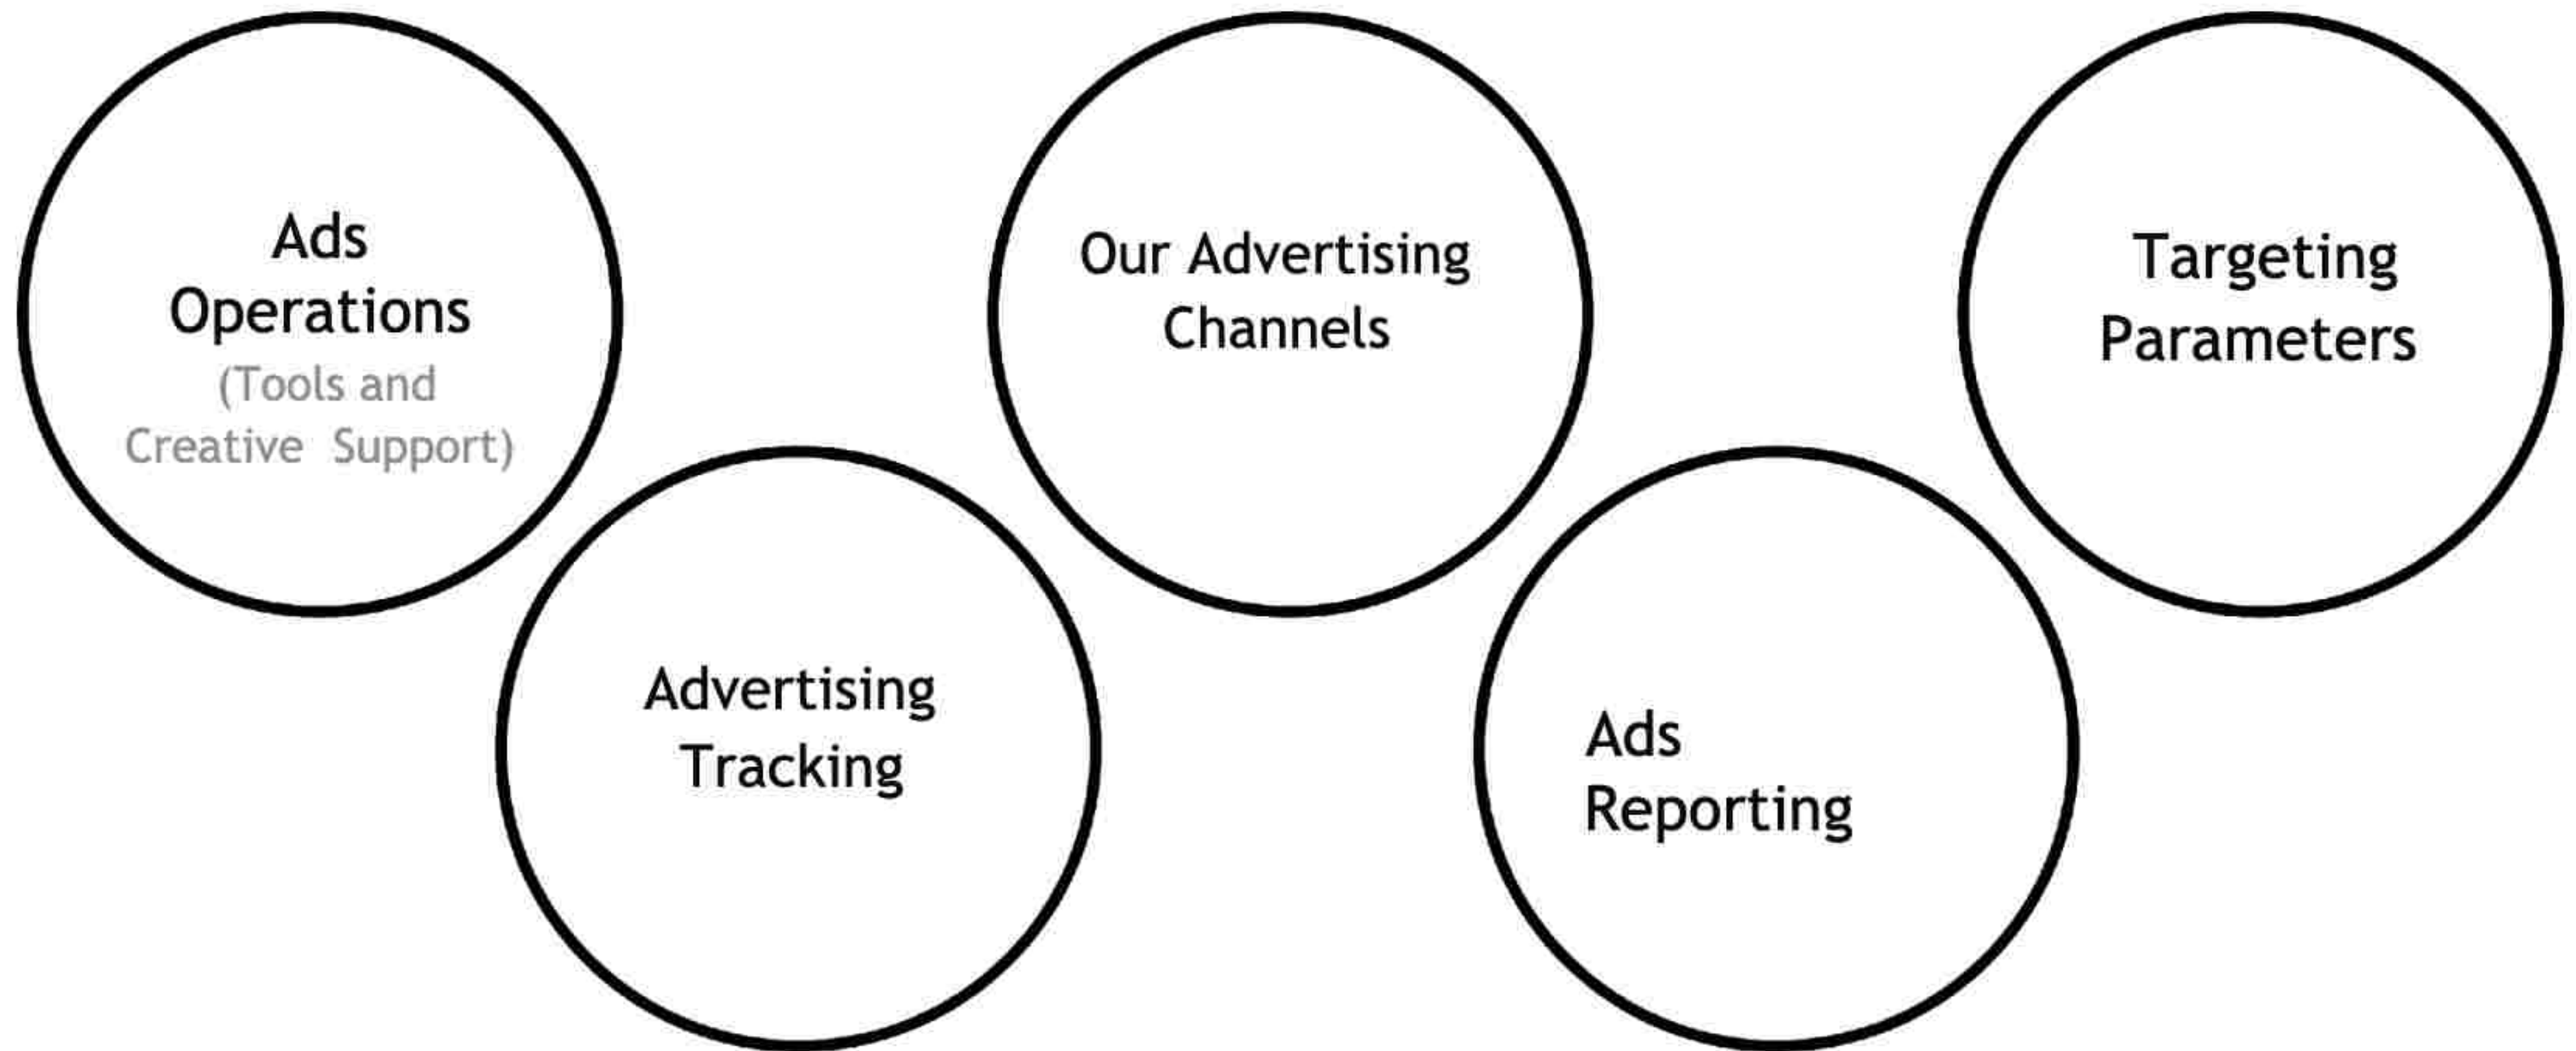 Ads
Operations
(Tools and
Creative Support)
Our Advertising
Channels
Targeting
Parameters
Advertising
Tracking
Ads
Reporting